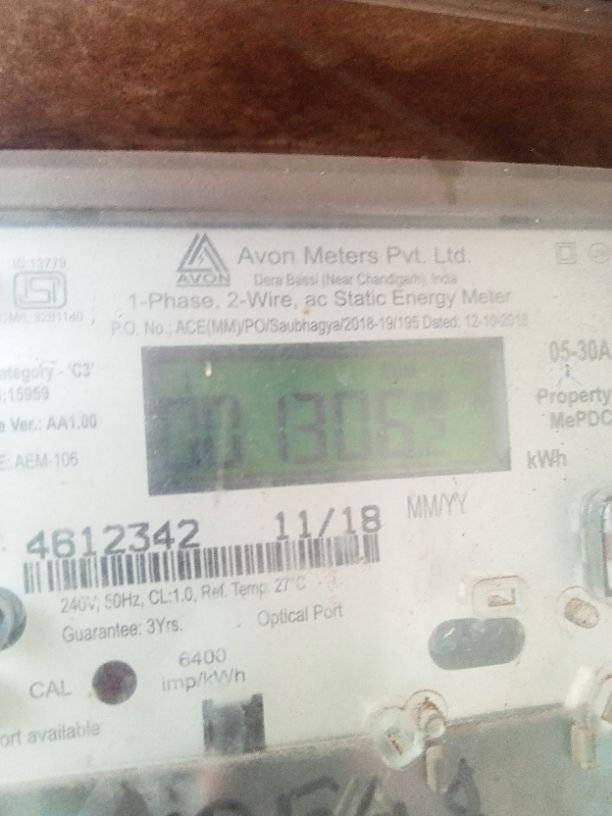 IS:13779
CM/L 9281140
AVON
Avon Meters Pvt. Ltd.
Dera Bassi (Near Chandigarh), India
1-Phase, 2-Wire, ac Static Energy Meter
P.O. No.: ACE(MM)/PO/Saubhagya/2018-19/195 Dated: 12-10-2018
ategory - 'C3'
:15959
e Ver.: AA1.00
E: AEM-106
001306
05-30A
Property
MePDC
kWh
4612342 11/18 MM/YY
240V, 50Hz, CL:1.0, Ref. Temp. 27°C
Guarantee: 3Yrs.
Optical Port
CAL
6400
imp/kWh
ort available